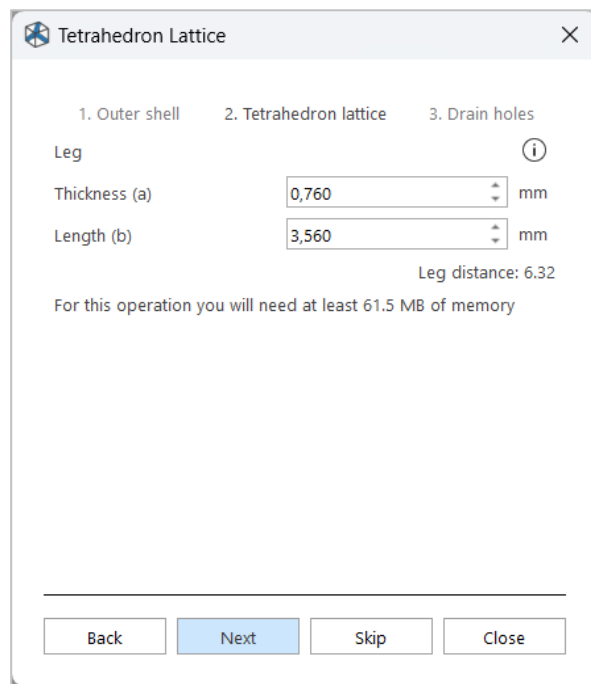 Tetrahedron Lattice
1. Outer shell 2. Tetrahedron lattice 3. Drain holes
Leg
Thickness (a) 0,760 mm
Length (b) 3,560 mm
Leg distance: 6.32
For this operation you will need at least 61.5 MB of memory
Back Next Skip Close